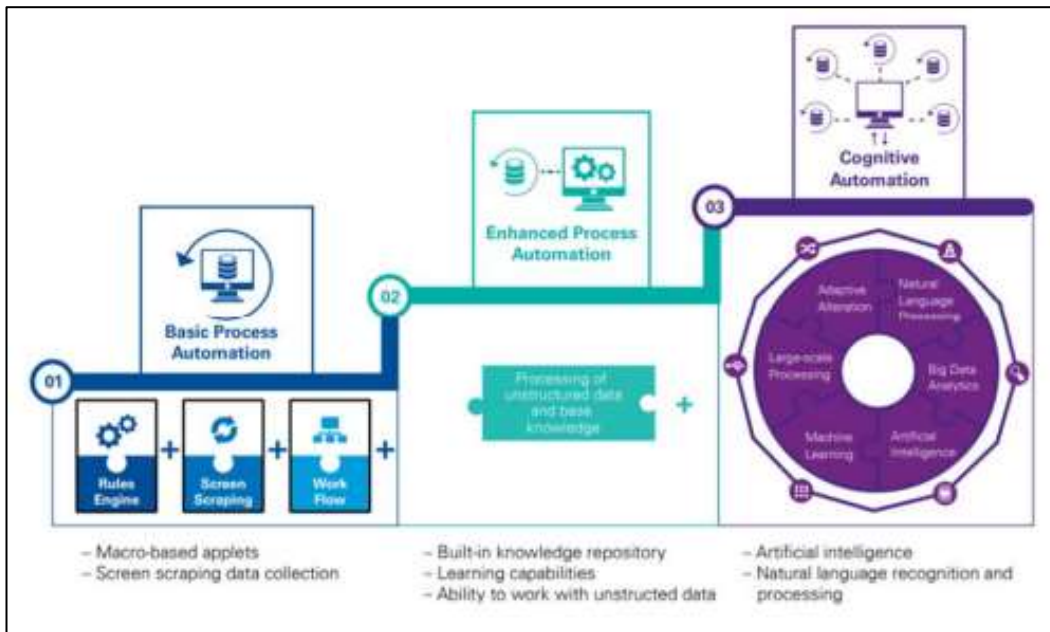 Cognitive
Automation
03
Enhanced Process
Automation
02
Basic Process
Automation
01
Rules
Engine
+
Screen
Scraping
+
Work
Flow
+
Processing of
unstructured data
and base
knowledge
+
Adaptive
Alteration
Natural
Language
Processing
Large-scale
Processing
Big Data
Analytics
Machine
Learning
Artificial
Intelligence
– Macro-based applets
– Screen scraping data collection
– Built-in knowledge repository
– Learning capabilities
– Ability to work with unstructed data
– Artificial intelligence
– Natural language recognition and
processing